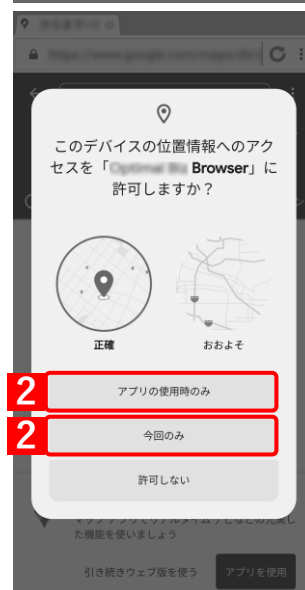 このデバイスの位置情報へのアク
セスを「 Browser」に
許可しますか？
正確
おおよそ
2 アプリの使用時のみ
2 今回のみ
許可しない
た機能を使いましょう
引き続きウェブ版を使う アプリを使用